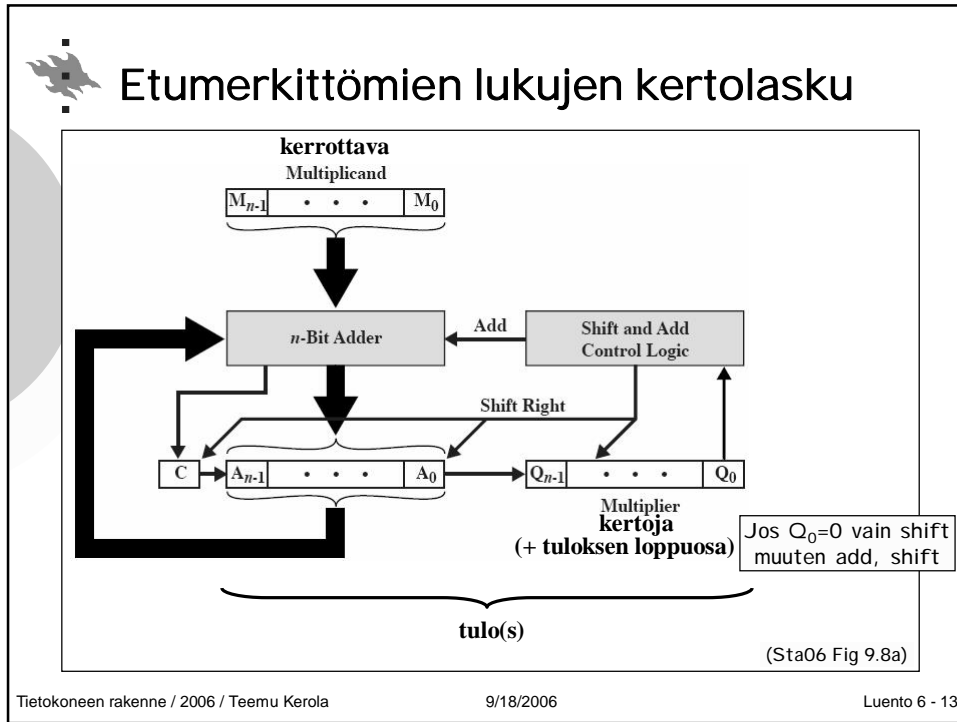 Etumerkittömien lukujen kertolasku
kerrottava
Multiplicand
Mn-1 • • • M0
n-Bit Adder
Add
Shift and Add
Control Logic
Shift Right
C
An-1 • • • A0
Qn-1 • • • Q0
Multiplier
kertoja
(+ tuloksen loppuosa)
Jos Q0=0 vain shift
muuten add, shift
tulo(s)
(Sta06 Fig 9.8a)
Tietokoneen rakenne / 2006 / Teemu Kerola 9/18/2006 Luento 6 - 13